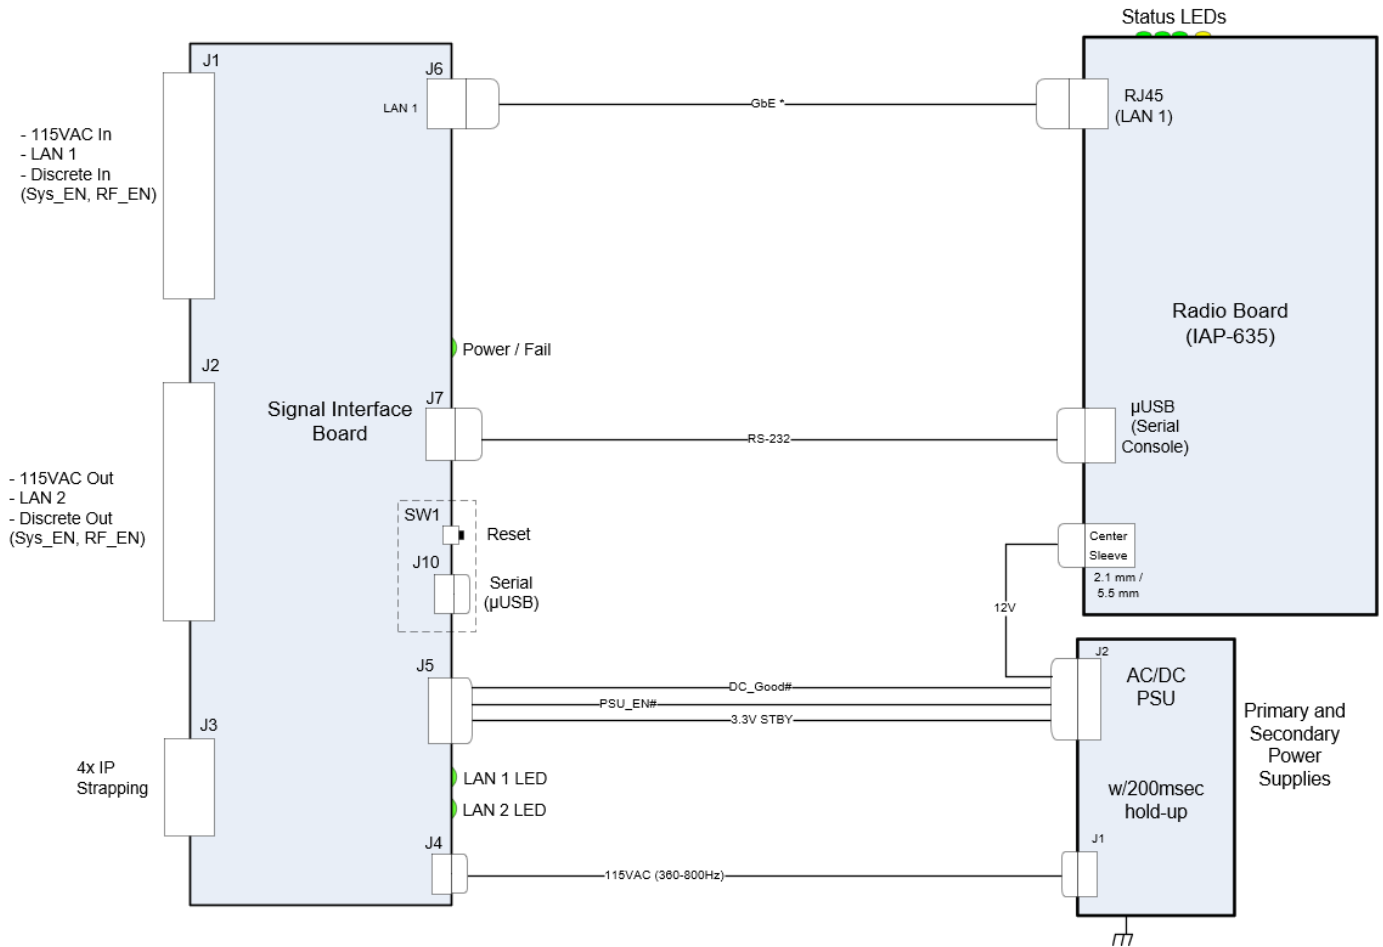 Status LEDs
J1
- 115VAC In
- LAN 1
- Discrete In
(Sys_EN, RF_EN)
J6
LAN 1
GbE *
RJ45
(LAN 1)
Radio Board
(IAP-635)
Power / Fail
J2
- 115VAC Out
- LAN 2
- Discrete Out
(Sys_EN, RF_EN)
Signal Interface
Board
J7
RS-232
µUSB
(Serial
Console)
SW1
Reset
J10
Serial
(µUSB)
Center
Sleeve
2.1 mm /
5.5 mm
12V
J5
DC_Good#
PSU_EN#
3.3V STBY
J2
AC/DC
PSU
w/200msec
hold-up
Primary and
Secondary
Power
Supplies
J3
4x IP
Strapping
LAN 1 LED
LAN 2 LED
J4
115VAC (360-800Hz)
J1